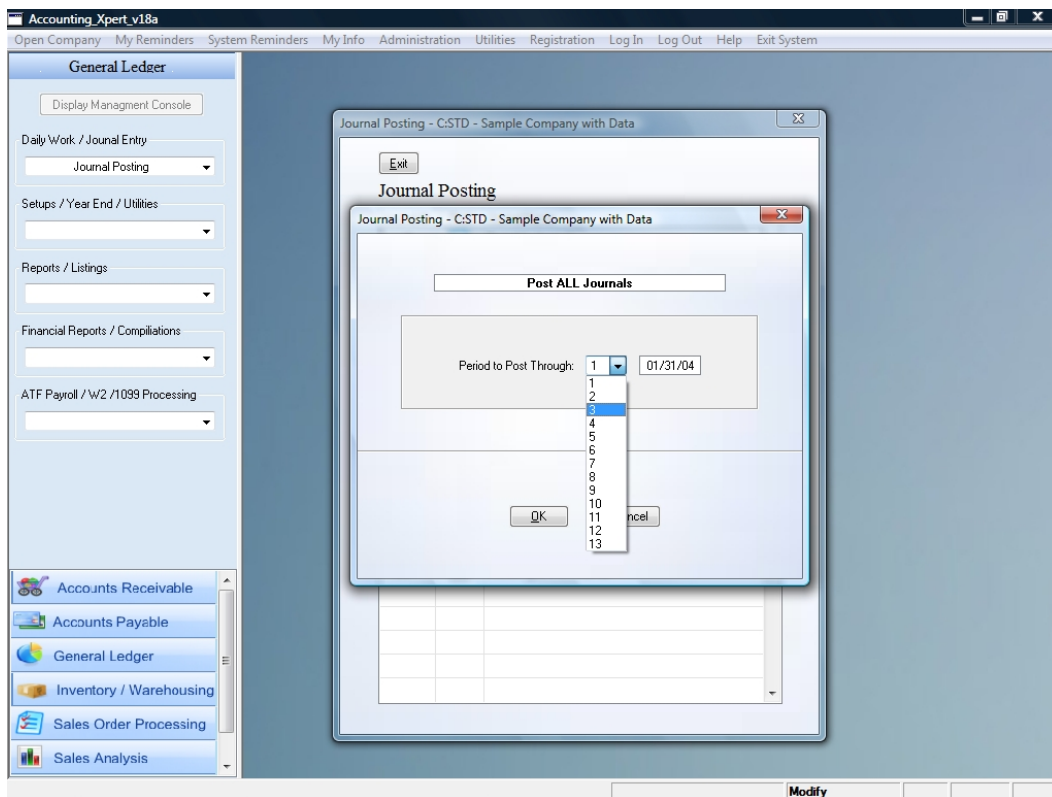 Accounting_Xpert_v18a
Open Company My Reminders System Reminders My Info Administration Utilities Registration Log In Log Out Help Exit System
General Ledger
Display Managment Console
Daily Work / Jounal Entry
Journal Posting
Setups / Year End / Utilities
Reports / Listings
Financial Reports / Compiliations
ATF Payroll / W2 /1099 Processing
Accounts Receivable
Accounts Payable
General Ledger
Inventory / Warehousing
Sales Order Processing
Sales Analysis
Journal Posting - C:STD - Sample Company with Data
Exit
Journal Posting
Journal Posting - C:STD - Sample Company with Data
Post ALL Journals
Period to Post Through: 1 01/31/04
1
2
3
4
5
6
7
8
9
10
11
12
13
OK ncel
Modify